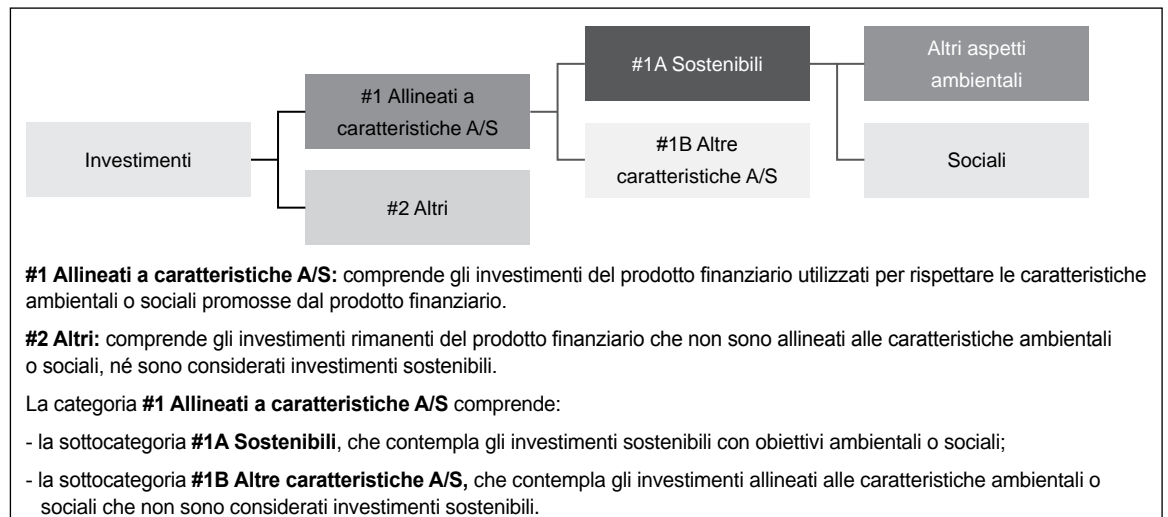 Investimenti
#1 Allineati a
caratteristiche A/S
#2 Altri
#1A Sostenibili
#1B Altre
caratteristiche A/S
Altri aspetti
ambientali
Sociali
#1 Allineati a caratteristiche A/S: comprende gli investimenti del prodotto finanziario utilizzati per rispettare le caratteristiche
ambientali o sociali promosse dal prodotto finanziario.
#2 Altri: comprende gli investimenti rimanenti del prodotto finanziario che non sono allineati alle caratteristiche ambientali
o sociali, né sono considerati investimenti sostenibili.
La categoria #1 Allineati a caratteristiche A/S comprende:
- la sottocategoria #1A Sostenibili, che contempla gli investimenti sostenibili con obiettivi ambientali o sociali;
- la sottocategoria #1B Altre caratteristiche A/S, che contempla gli investimenti allineati alle caratteristiche ambientali o
sociali che non sono considerati investimenti sostenibili.